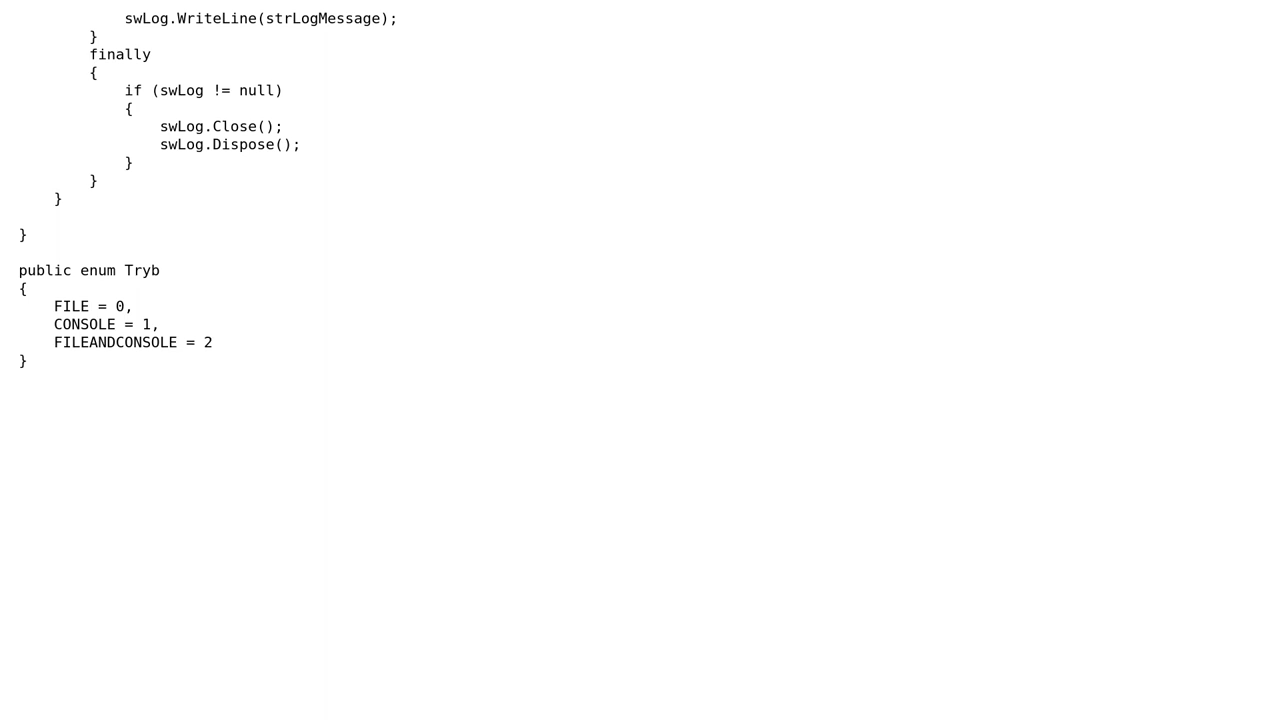 swLog.WriteLine(strLogMessage);
        }
        finally
        {
            if (swLog != null)
            {
                swLog.Close();
                swLog.Dispose();
            }
        }
    }

}

public enum Tryb
{
    FILE = 0,
    CONSOLE = 1,
    FILEANDCONSOLE = 2
}